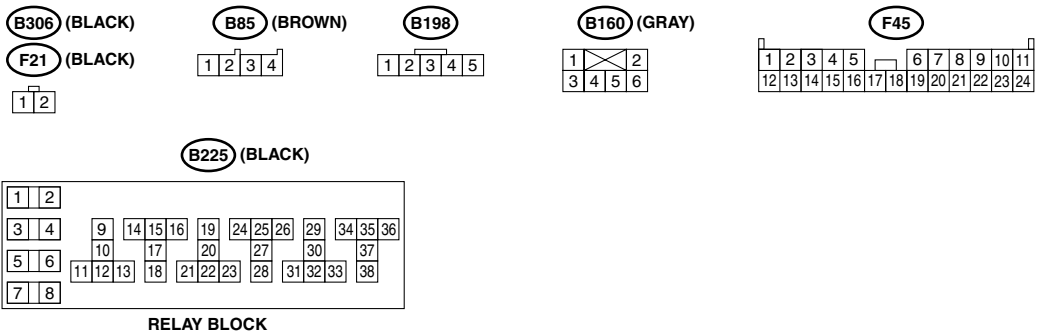 B306 (BLACK) B85 (BROWN) B198 B160 (GRAY) F45
F21 (BLACK)
1 2 3 4
1 2 3 4 5
1 2
3 4 5 6
1 2 3 4 5 6 7 8 9 10 11
12 13 14 15 16 17 18 19 20 21 22 23 24
1 2
B225 (BLACK)
1 2
3 4 9 14 15 16 19 24 25 26 29 34 35 36
10 17 20 27 30 37
5 6 11 12 13 18 21 22 23 28 31 32 33 38
7 8
RELAY BLOCK